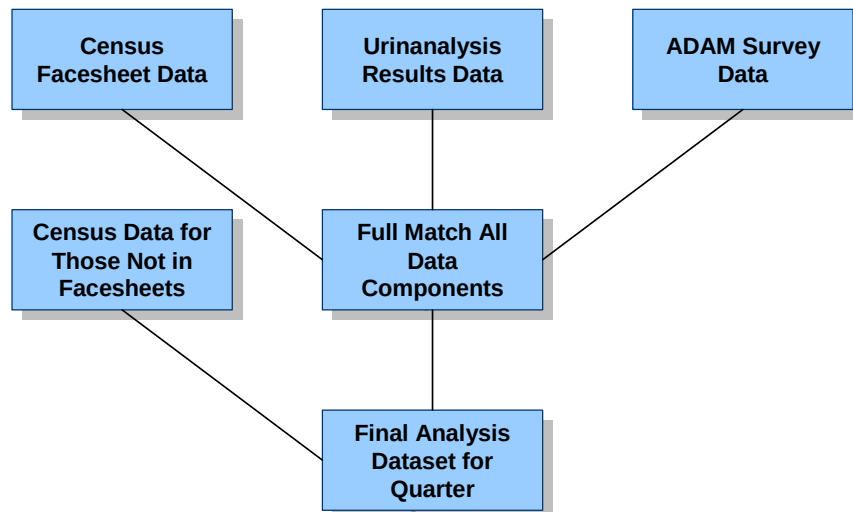 Census
Facesheet Data
Urinanalysis
Results Data
ADAM Survey
Data
Census Data for
Those Not in
Facesheets
Full Match All
Data
Components
Final Analysis
Dataset for
Quarter